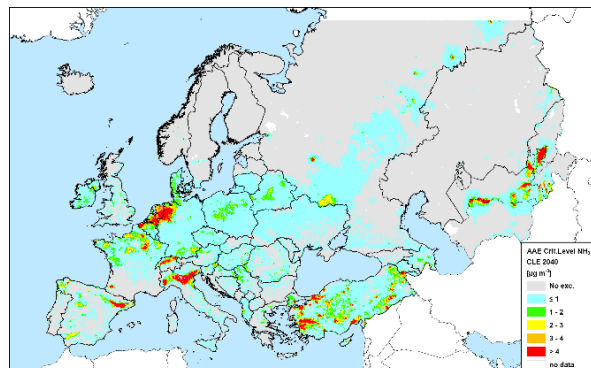 AAE Crit.Level NH3
CLE 2040
[µg m⁻³]
No exc.
≤ 1
1 - 2
2 - 3
3 - 4
> 4
no data